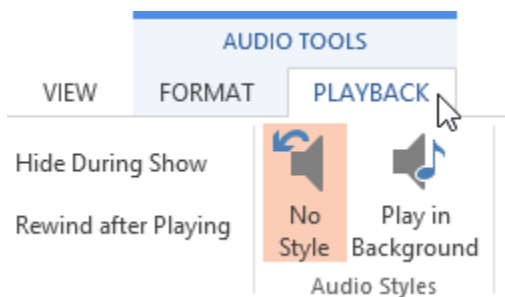 AUDIO TOOLS
VIEW FORMAT PLAYBACK
Hide During Show
Rewind after Playing
No Style
Play in Background
Audio Styles